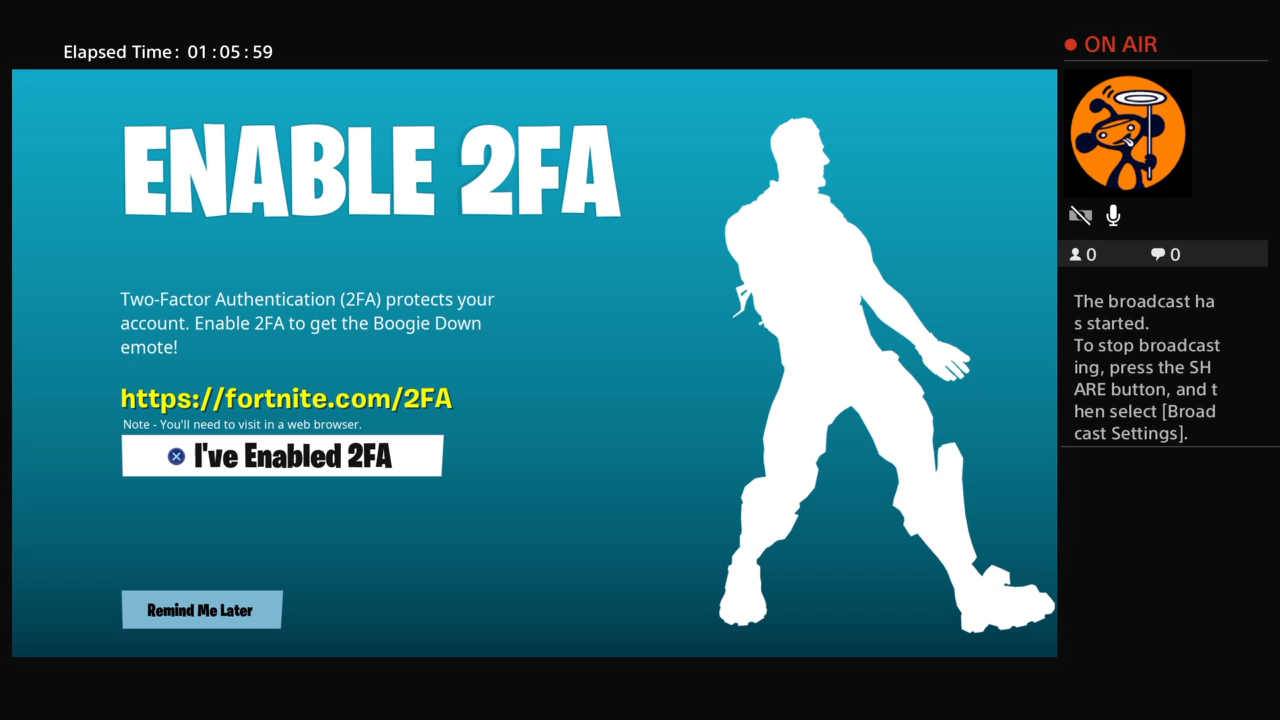 Elapsed Time: 01:05:59
ON AIR
ENABLE 2FA
0 0
Two-Factor Authentication (2FA) protects your
account. Enable 2FA to get the Boogie Down
emote!
https://fortnite.com/2FA
Note - You'll need to visit in a web browser.
I've Enabled 2FA
Remind Me Later
The broadcast ha
s started.
To stop broadcast
ing, press the SH
ARE button, and t
hen select [Broad
cast Settings].